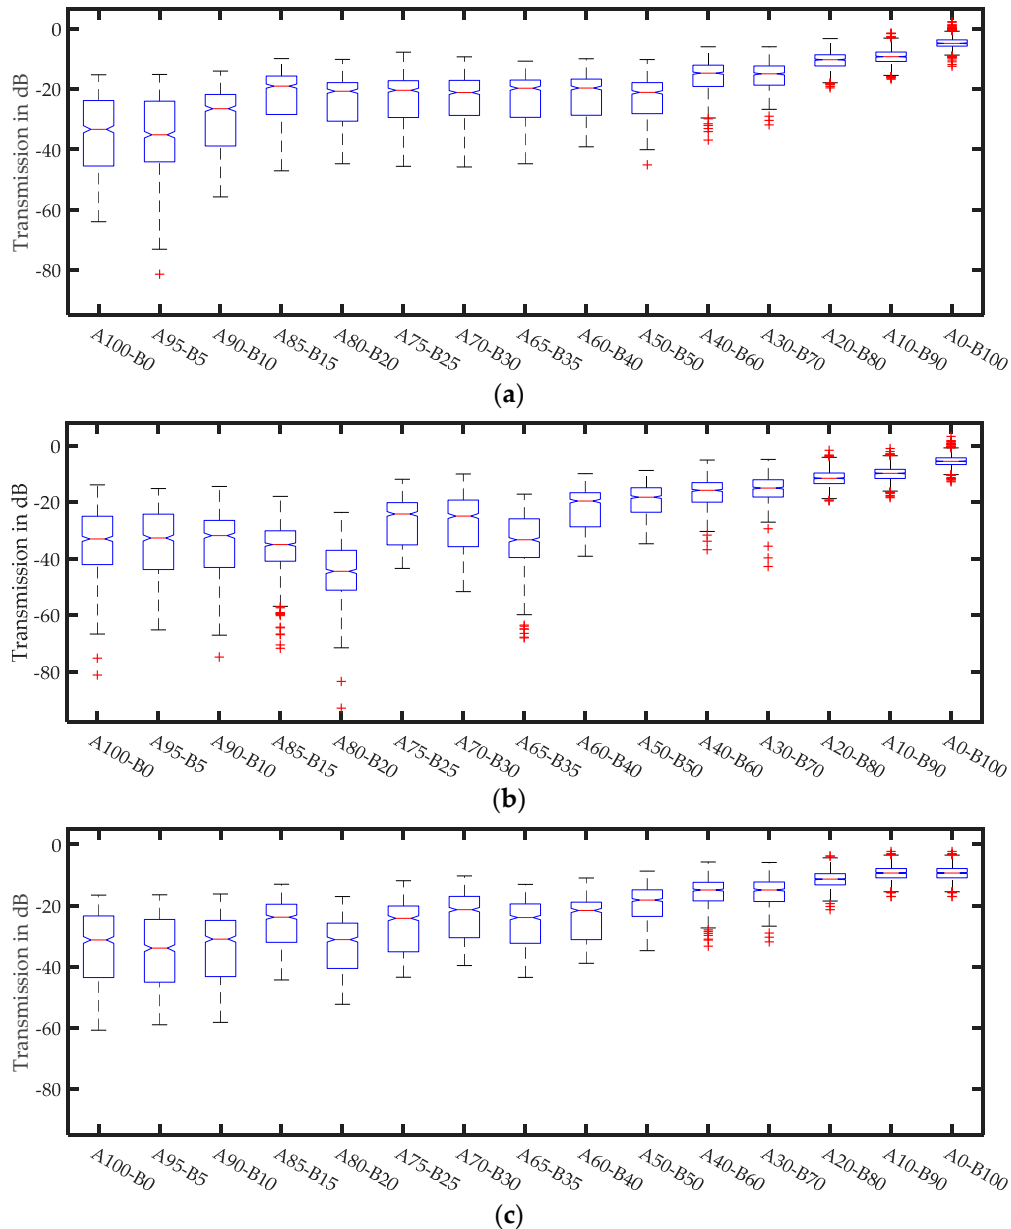 Transmission in dB
0
-20
-40
-60
-80
A100-B0
A95-B5
A90-B10
A85-B15
A80-B20
A75-B25
A70-B30
A65-B35
A60-B40
A50-B50
A40-B60
A30-B70
A20-B80
A10-B90
A0-B100
(a)
Transmission in dB
0
-20
-40
-60
-80
A100-B0
A95-B5
A90-B10
A85-B15
A80-B20
A75-B25
A70-B30
A65-B35
A60-B40
A50-B50
A40-B60
A30-B70
A20-B80
A10-B90
A0-B100
(b)
Transmission in dB
0
-20
-40
-60
-80
A100-B0
A95-B5
A90-B10
A85-B15
A80-B20
A75-B25
A70-B30
A65-B35
A60-B40
A50-B50
A40-B60
A30-B70
A20-B80
A10-B90
A0-B100
(c)